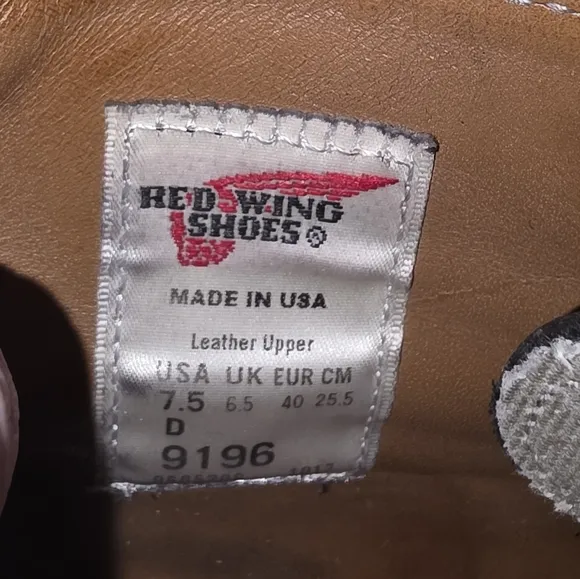 RED WING
SHOES®
MADE IN USA
Leather Upper
USA UK EUR CM
7.5 6.5 40 25.5
D
9196